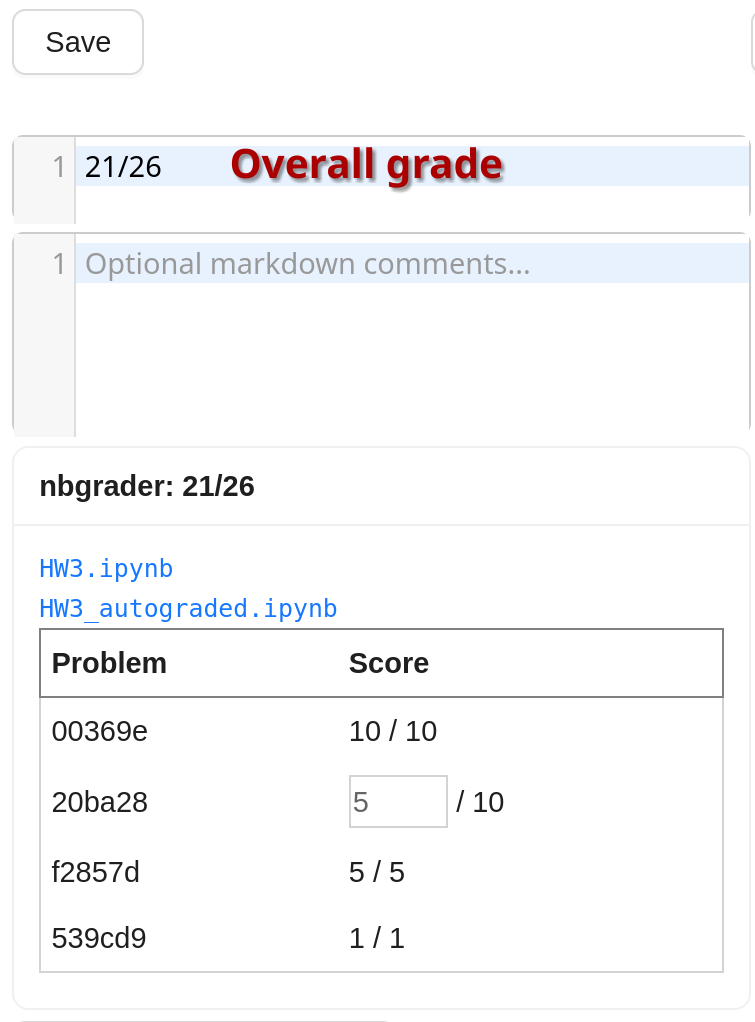 Save
1 21/26 Overall grade
1 Optional markdown comments...
nbgrader: 21/26
HW3.ipynb
HW3_autograded.ipynb
Problem Score
00369e 10 / 10
20ba28 5 / 10
f2857d 5 / 5
539cd9 1 / 1